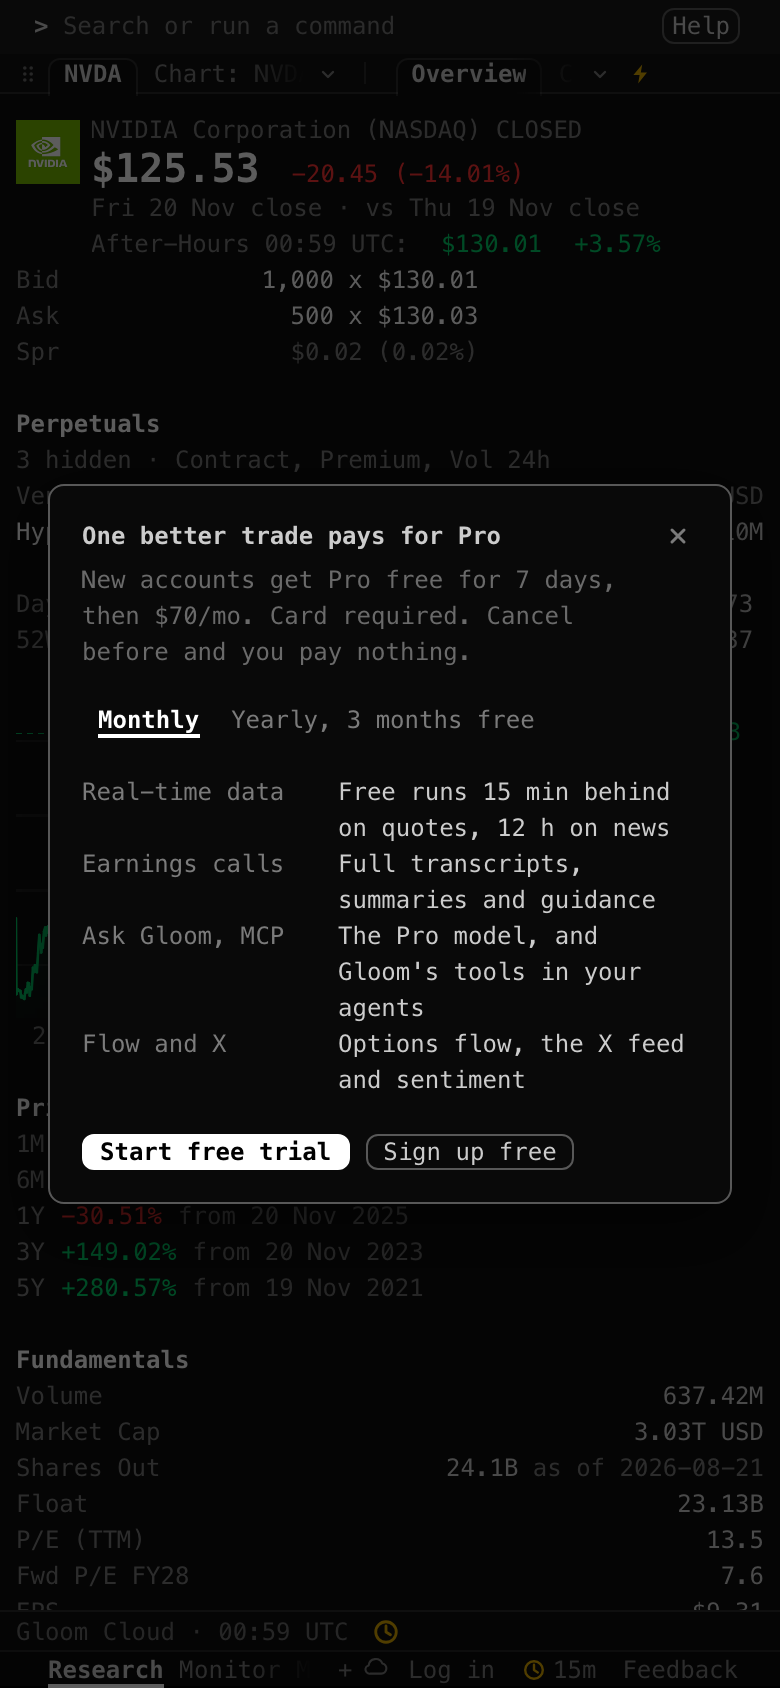 > Search or run a command Help
NVDA Chart: NVD Overview
NVIDIA Corporation (NASDAQ) CLOSED
NVIDIA
$125.53 −20.45 (−14.01%)
Fri 20 Nov close · vs Thu 19 Nov close
After−Hours 00:59 UTC: $130.01 +3.57%
Bid 1,000 x $130.01
Ask 500 x $130.03
Spr $0.02 (0.02%)
Perpetuals
3 hidden · Contract, Premium, Vol 24h
One better trade pays for Pro ×
New accounts get Pro free for 7 days,
then $70/mo. Card required. Cancel
before and you pay nothing.
Monthly Yearly, 3 months free
Real−time data Free runs 15 min behind
on quotes, 12 h on news
Earnings calls Full transcripts,
summaries and guidance
Ask Gloom, MCP The Pro model, and
Gloom's tools in your
agents
Flow and X Options flow, the X feed
and sentiment
Start free trial Sign up free
1M
6M
1Y −30.51% from 20 Nov 2025
3Y +149.02% from 20 Nov 2023
5Y +280.57% from 19 Nov 2021
Fundamentals
Volume 637.42M
Market Cap 3.03T USD
Shares Out 24.1B as of 2026−08−21
Float 23.13B
P/E (TTM) 13.5
Fwd P/E FY28 7.6
EPS $9.31
Gloom Cloud · 00:59 UTC
Research Monitor + Log in 15m Feedback